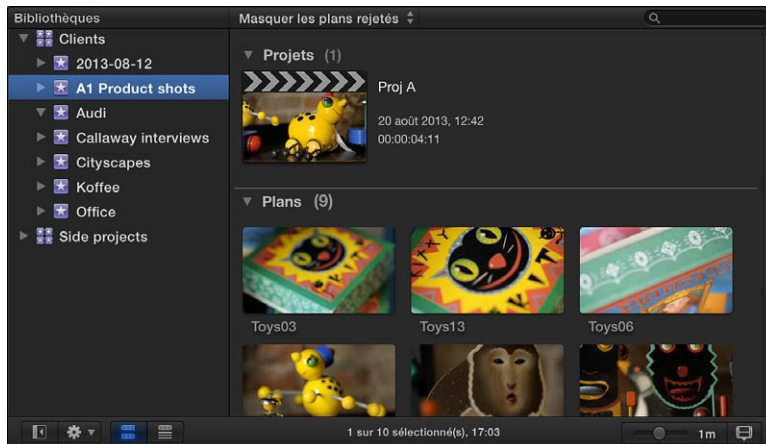 Bibliothèques
Masquer les plans rejetés
Clients
2013-08-12
A1 Product shots
Audi
Callaway interviews
Cityscapes
Koffee
Office
Side projects
Projets (1)
Proj A
20 août 2013, 12:42
00:00:04:11
Plans (9)
Toys03
Toys13
Toys06
1 sur 10 sélectionné(s), 17:03
1m